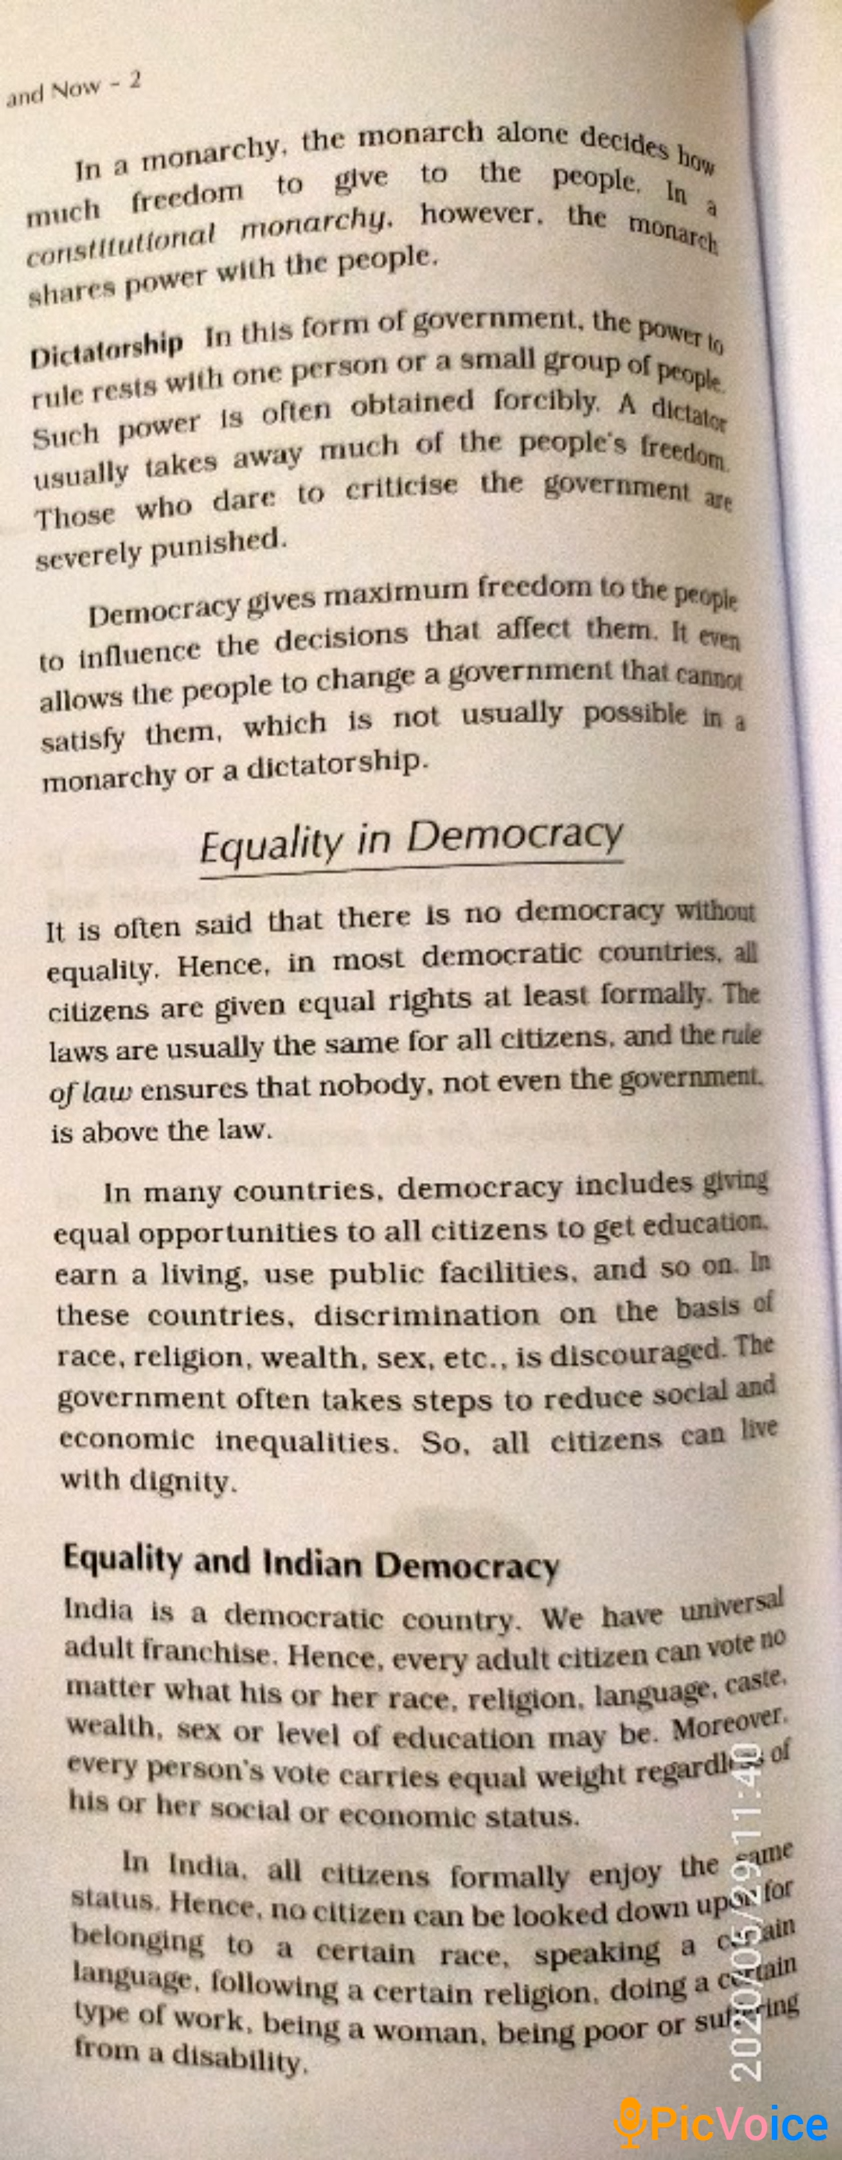 and Now – 2
In a monarchy, the monarch alone decides how
much freedom to give to the people. In a
constitutional monarchy, however, the monarch
shares power with the people.
Dictatorship In this form of government, the power to
rule rests with one person or a small group of people.
Such power is often obtained forcibly. A dictator
usually takes away much of the people's freedom.
Those who dare to criticise the government are
severely punished.
Democracy gives maximum freedom to the people
to influence the decisions that affect them. It even
allows the people to change a government that cannot
satisfy them, which is not usually possible in a
monarchy or a dictatorship.
Equality in Democracy
It is often said that there is no democracy without
equality. Hence, in most democratic countries, all
citizens are given equal rights at least formally. The
laws are usually the same for all citizens, and the rule
of law ensures that nobody, not even the government,
is above the law.
In many countries, democracy includes giving
equal opportunities to all citizens to get education,
earn a living, use public facilities, and so on. In
these countries, discrimination on the basis of
race, religion, wealth, sex, etc., is discouraged. The
government often takes steps to reduce social and
economic inequalities. So, all citizens can live
with dignity.
Equality and Indian Democracy
India is a democratic country. We have universal
adult franchise. Hence, every adult citizen can vote no
matter what his or her race, religion, language, caste,
wealth, sex or level of education may be. Moreover,
every person's vote carries equal weight regardless of
his or her social or economic status.
In India, all citizens formally enjoy the same
status. Hence, no citizen can be looked down upon for
belonging to a certain race, speaking a certain
language, following a certain religion, doing a certain
type of work, being a woman, being poor or suffering
from a disability.
2020/05/29 11:40
PicVoice